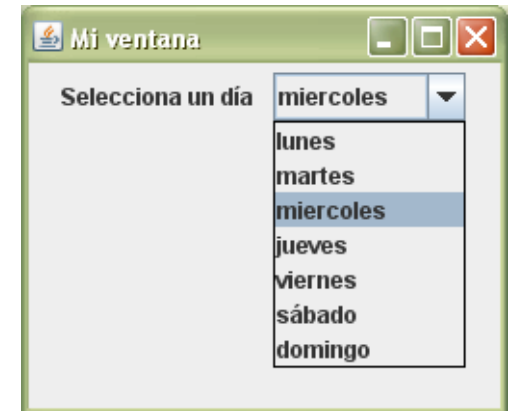 Mi ventana
Selecciona un día miercoles
lunes
martes
miercoles
jueves
viernes
sábado
domingo